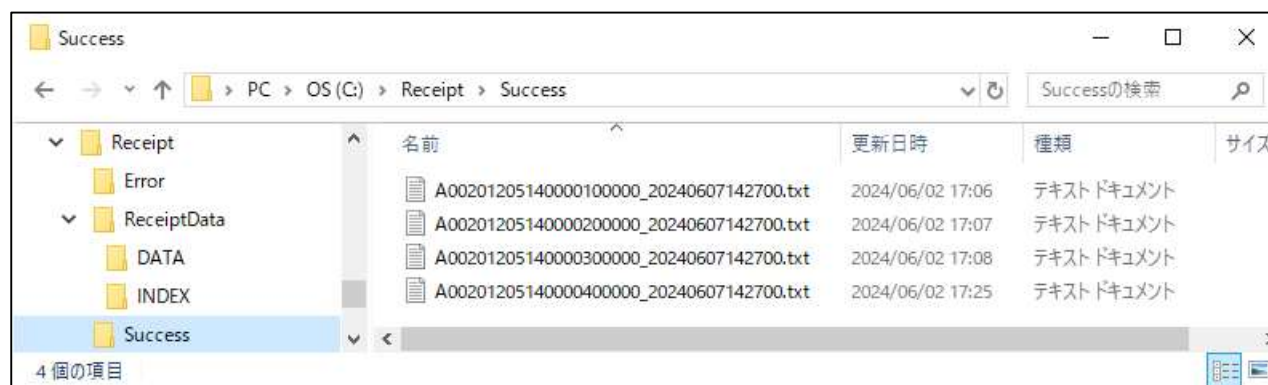 Success
PC > OS (C:) > Receipt > Success
Successの検索
Receipt
Error
ReceiptData
DATA
INDEX
Success
名前 更新日時 種類 サイズ
A00201205140000100000_20240607142700.txt 2024/06/02 17:06 テキスト ドキュメント
A00201205140000200000_20240607142700.txt 2024/06/02 17:07 テキスト ドキュメント
A00201205140000300000_20240607142700.txt 2024/06/02 17:08 テキスト ドキュメント
A00201205140000400000_20240607142700.txt 2024/06/02 17:25 テキスト ドキュメント
4 個の項目